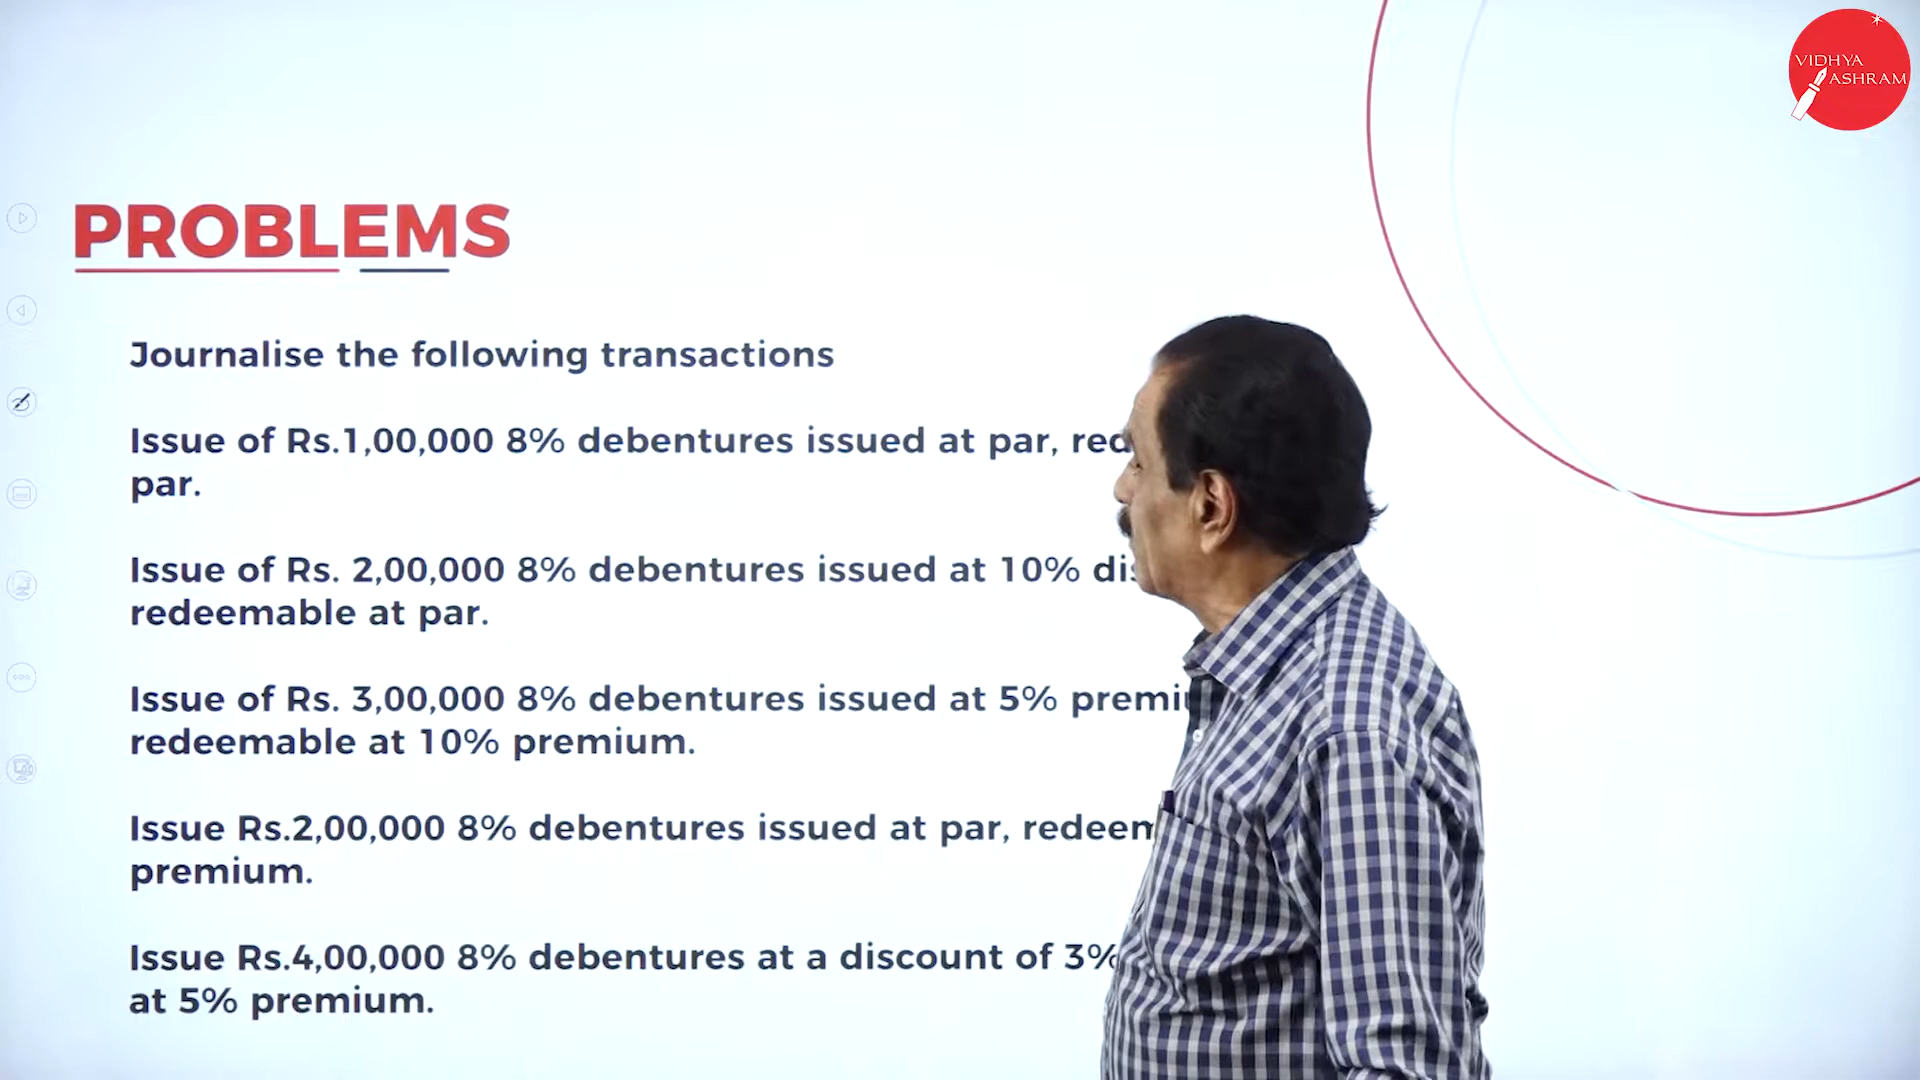 VIDHYA
ASHRAM
PROBLEMS
Journalise the following transactions
Issue of Rs.1,00,000 8% debentures issued at par,
par.
Issue of Rs. 2,00,000 8% debentures issued at 10%
redeemable at par.
Issue of Rs. 3,00,000 8% debentures issued at 5%
redeemable at 10% premium.
Issue Rs.2,00,000 8% debentures issued at par,
premium.
Issue Rs.4,00,000 8% debentures at a discount of 3%
at 5% premium.